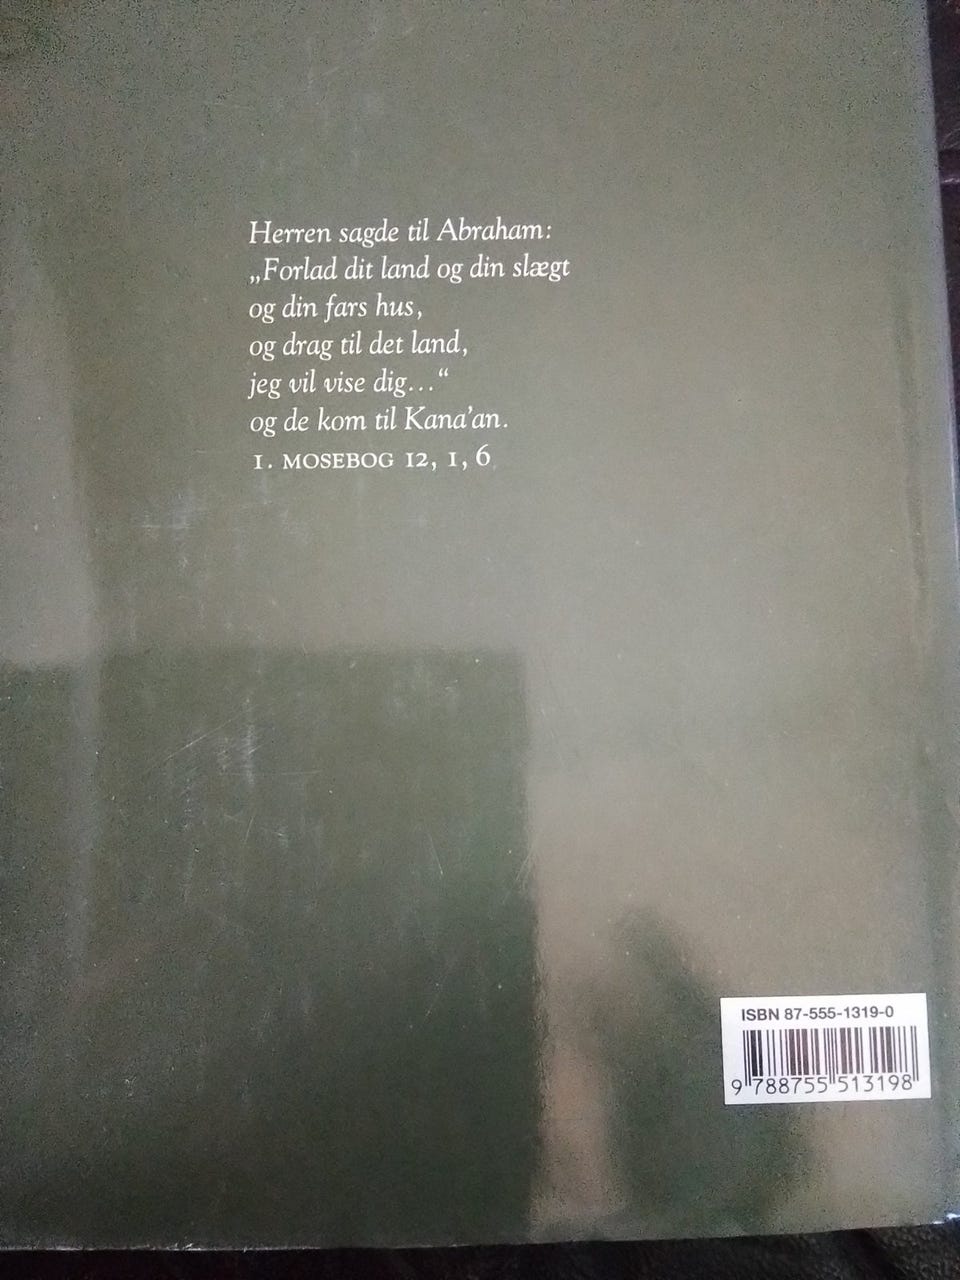 Herren sagde til Abraham:
„Forlad dit land og din slægt
og din fars hus,
og drag til det land,
jeg vil vise dig...“
og de kom til Kana’an.
1. MOSEBOG 12, 1, 6
ISBN 87-555-1319-0
9 788755 513198